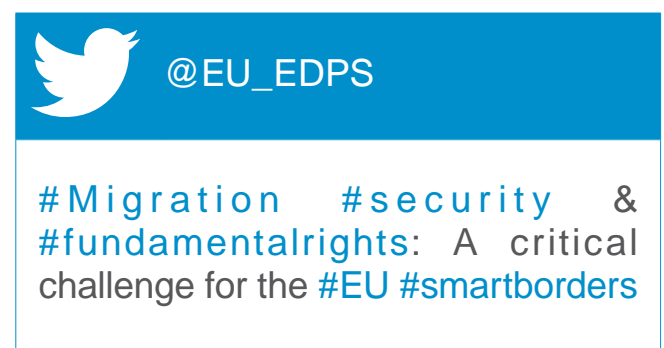 @EU_EDPS
#Migration #security &
#fundamentalrights: A critical
challenge for the #EU #smartborders